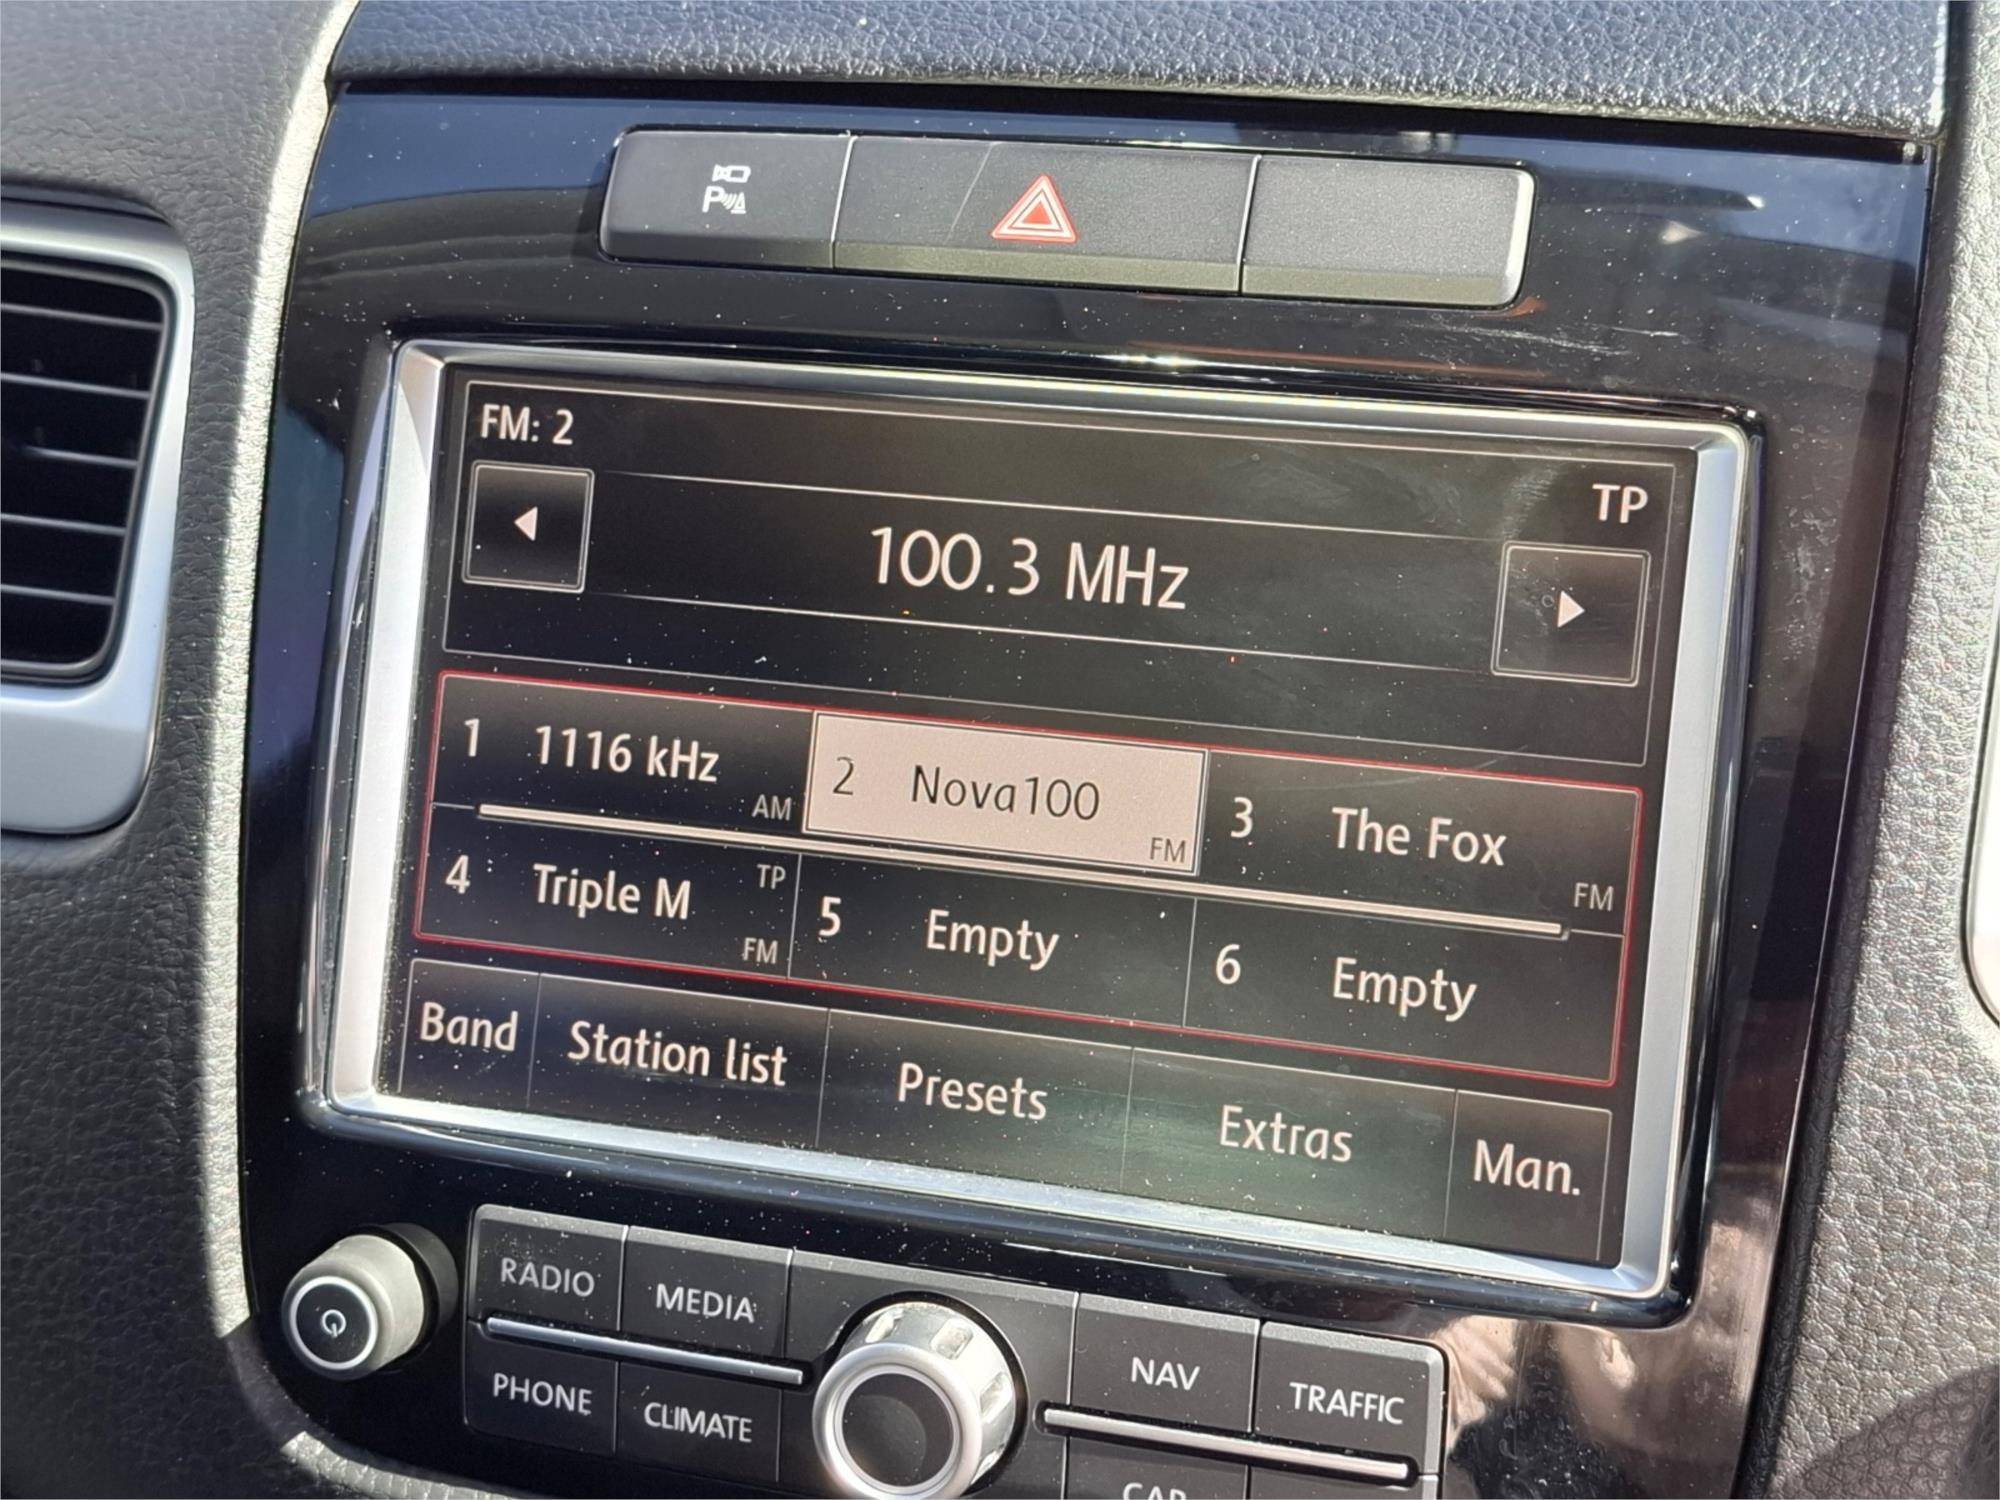 P
FM: 2
TP
100.3 MHz
1 1116 kHz AM
2 Nova100 FM
3 The Fox FM
4 Triple M TP FM
5 Empty
6 Empty
Band Station list Presets Extras Man.
RADIO MEDIA
NAV TRAFFIC
PHONE CLIMATE
CAR